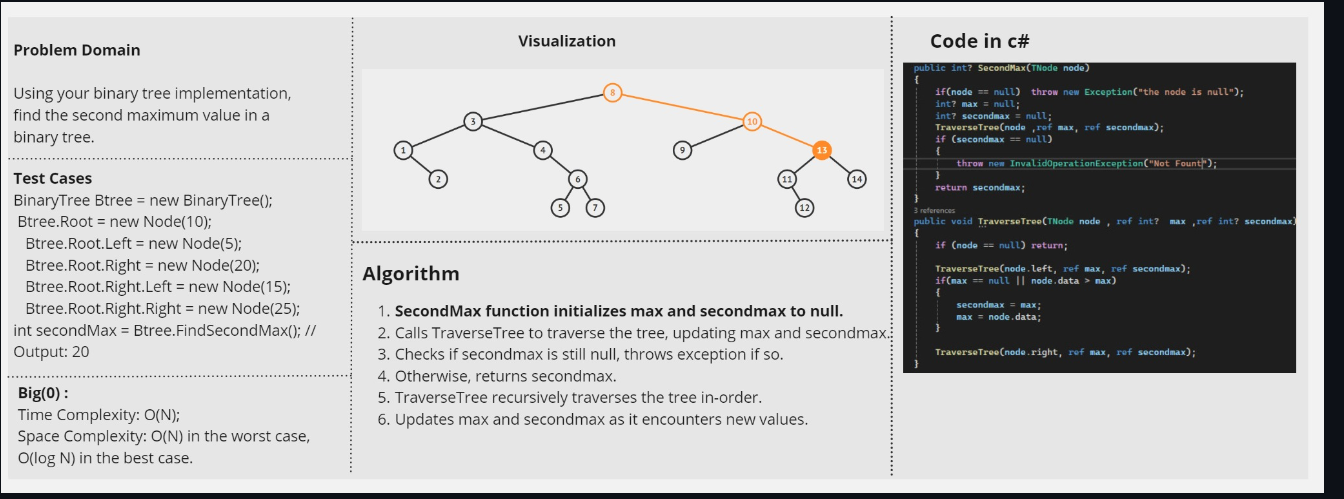 Problem Domain
Using your binary tree implementation,
find the second maximum value in a
binary tree.
Test Cases
BinaryTree Btree = new BinaryTree();
Btree.Root = new Node(10);
Btree.Root.Left = new Node(5);
Btree.Root.Right = new Node(20);
Btree.Root.Right.Left = new Node(15);
Btree.Root.Right.Right = new Node(25);
int secondMax = Btree.FindSecondMax(); //
Output: 20
Big(0) :
Time Complexity: O(N);
Space Complexity: O(N) in the worst case,
O(log N) in the best case.
Visualization
8
3
10
1
4
9
13
2
6
11
14
5
7
12
Algorithm
1. SecondMax function initializes max and secondmax to null.
2. Calls TraverseTree to traverse the tree, updating max and secondmax.
3. Checks if secondmax is still null, throws exception if so.
4. Otherwise, returns secondmax.
5. TraverseTree recursively traverses the tree in-order.
6. Updates max and secondmax as it encounters new values.
Code in c#
public int? SecondMax(TNode node)
{
if(node == null) throw new Exception("the node is null");
int? max = null;
int? secondmax = null;
TraverseTree(node ,ref max, ref secondmax);
if (secondmax == null)
{
throw new InvalidOperationException("Not Fount");
}
return secondmax;
}
3 references
public void TraverseTree(TNode node , ref int? max ,ref int? secondmax)
{
if (node == null) return;
TraverseTree(node.left, ref max, ref secondmax);
if(max == null || node.data > max)
{
secondmax = max;
max = node.data;
}
TraverseTree(node.right, ref max, ref secondmax);
}